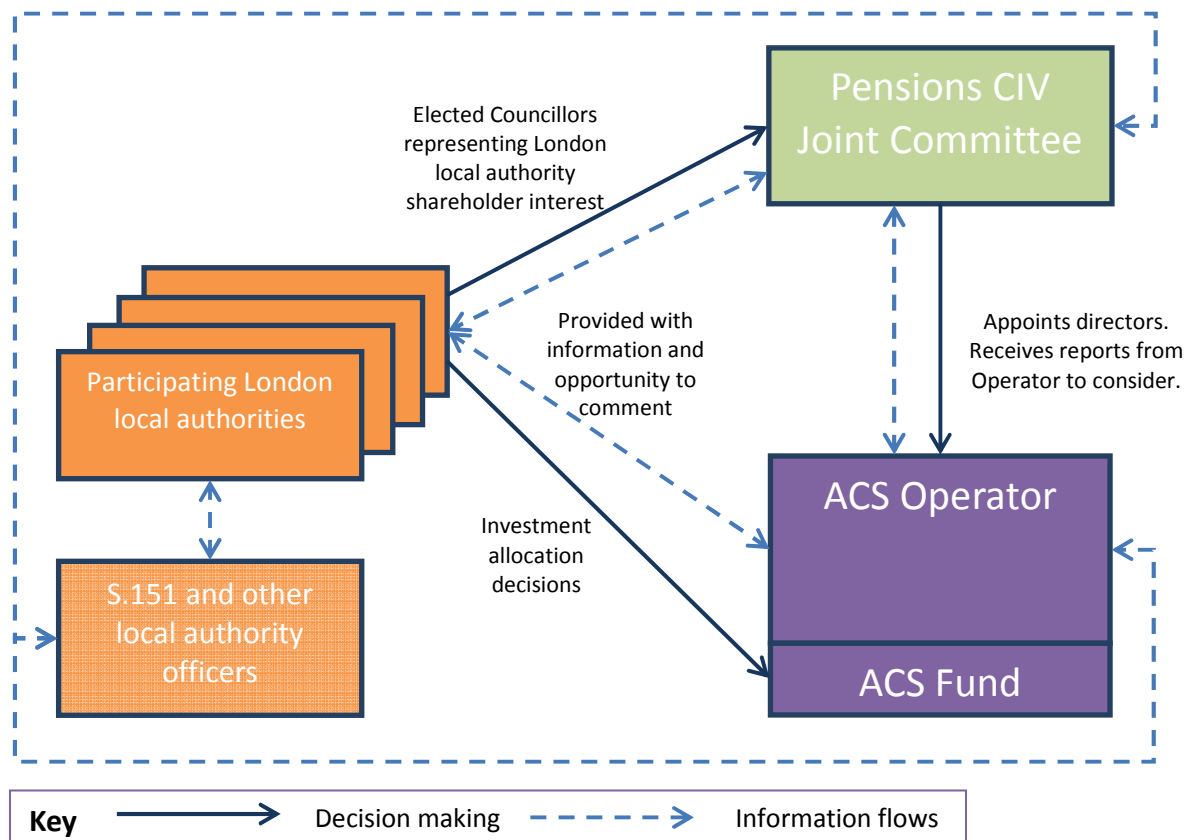 Pensions CIV
Joint Committee
Elected Councillors
representing London
local authority
shareholder interest
Provided with
information and
opportunity to
comment
Appoints directors.
Receives reports from
Operator to consider.
Participating London
local authorities
ACS Operator
Investment
allocation
decisions
S.151 and other
local authority
officers
ACS Fund
Key Decision making Information flows